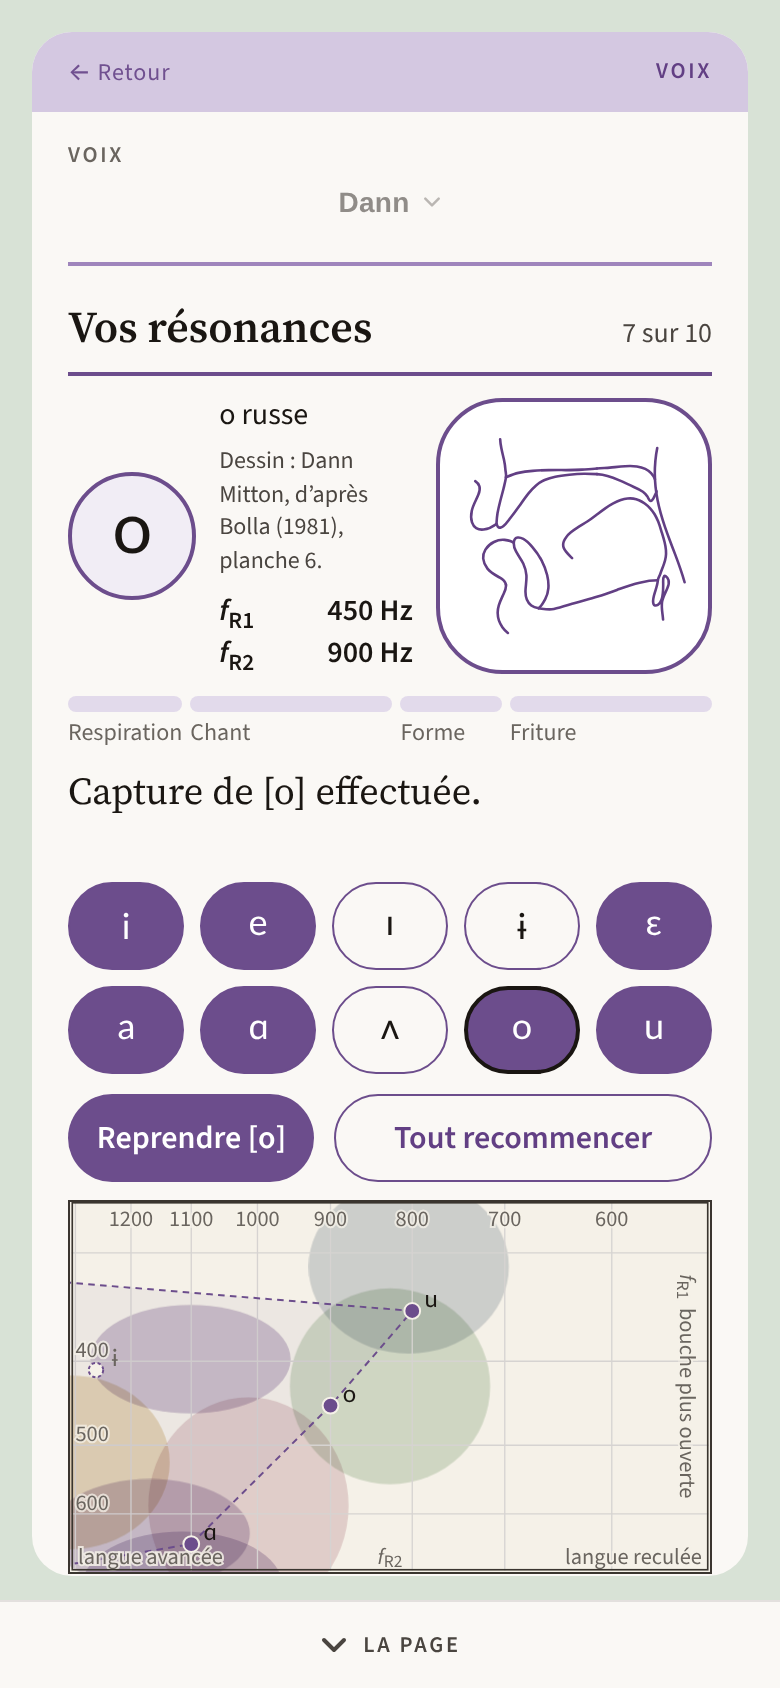 ← Retour
VOIX
VOIX
Dann
Vos résonances
7 sur 10
o
o russe
Dessin : Dann
Mitton, d’après
Bolla (1981),
planche 6.
fR1 450 Hz
fR2 900 Hz
Respiration Chant Forme Friture
Capture de [o] effectuée.
i e ɪ ɨ ɛ
a ɑ ʌ o u
Reprendre [o] Tout recommencer
1200 1100 1000 900 800 700 600
u
400 ɨ
o
500
600
ɑ
fR1 bouche plus ouverte
langue avancée fR2 langue reculée
LA PAGE